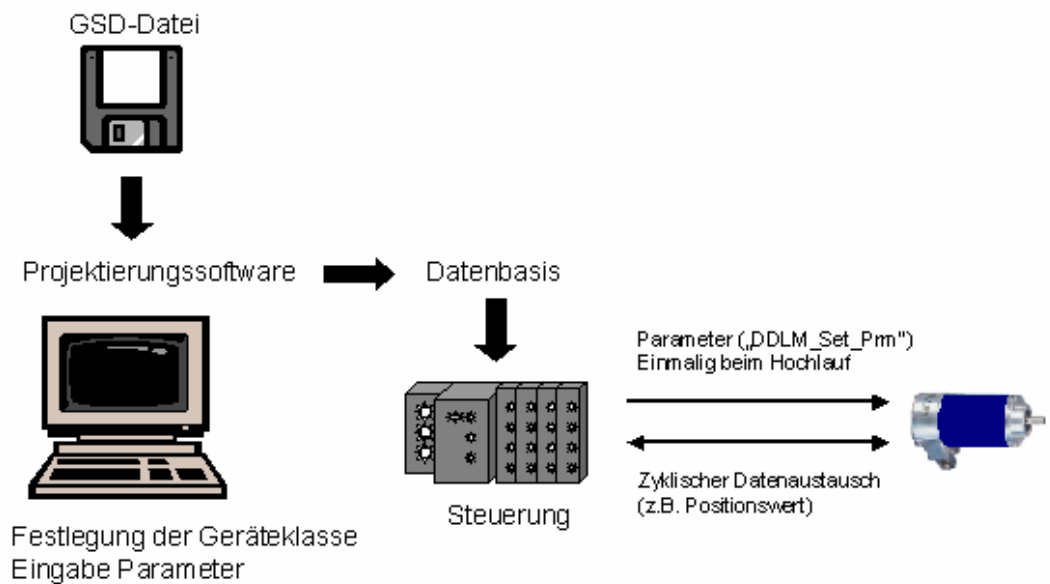 GSD-Datei
Projektierungssoftware
Datenbasis
Parameter („DDLM_Set_Prm")
Einmalig beim Hochlauf
Zyklischer Datenaustausch
(z.B. Positionswert)
Steuerung
Festlegung der Geräteklasse
Eingabe Parameter